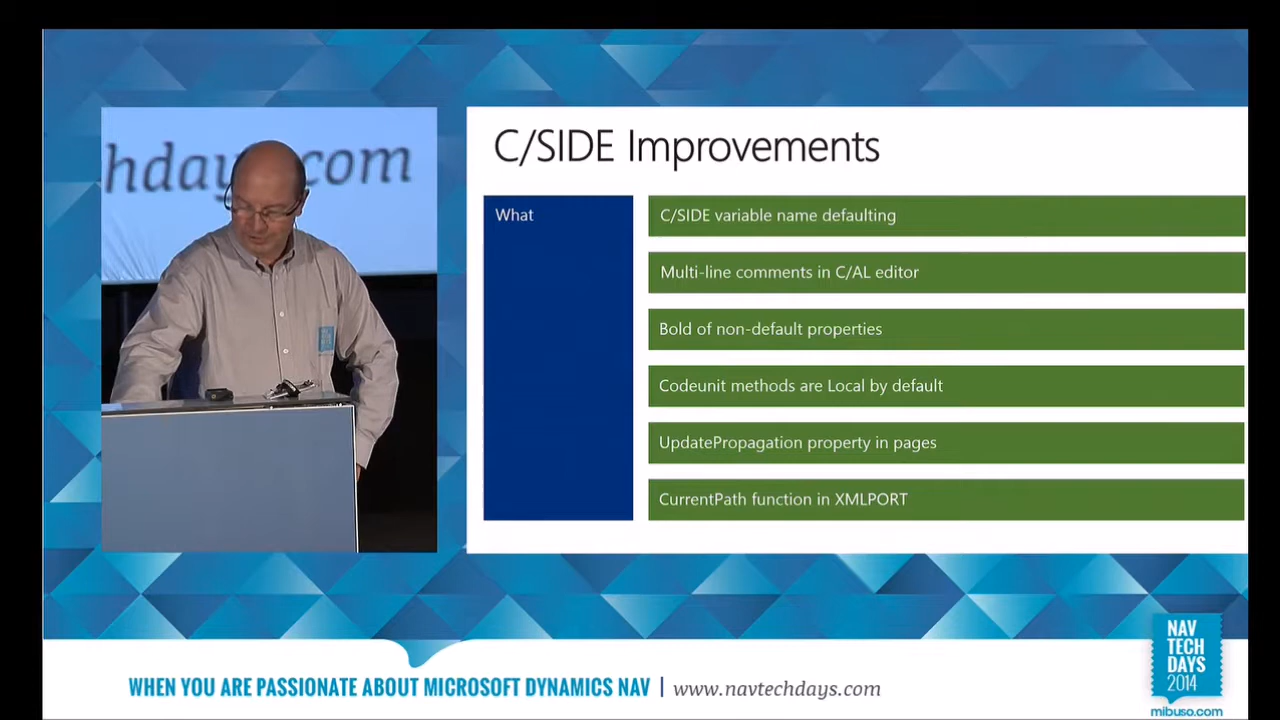 hdays.com
C/SIDE Improvements
What
C/SIDE variable name defaulting
Multi-line comments in C/AL editor
Bold of non-default properties
Codeunit methods are Local by default
UpdatePropagation property in pages
CurrentPath function in XMLPORT
WHEN YOU ARE PASSIONATE ABOUT MICROSOFT DYNAMICS NAV | www.navtechdays.com
NAV
TECH
DAYS
2014
mibuso.com